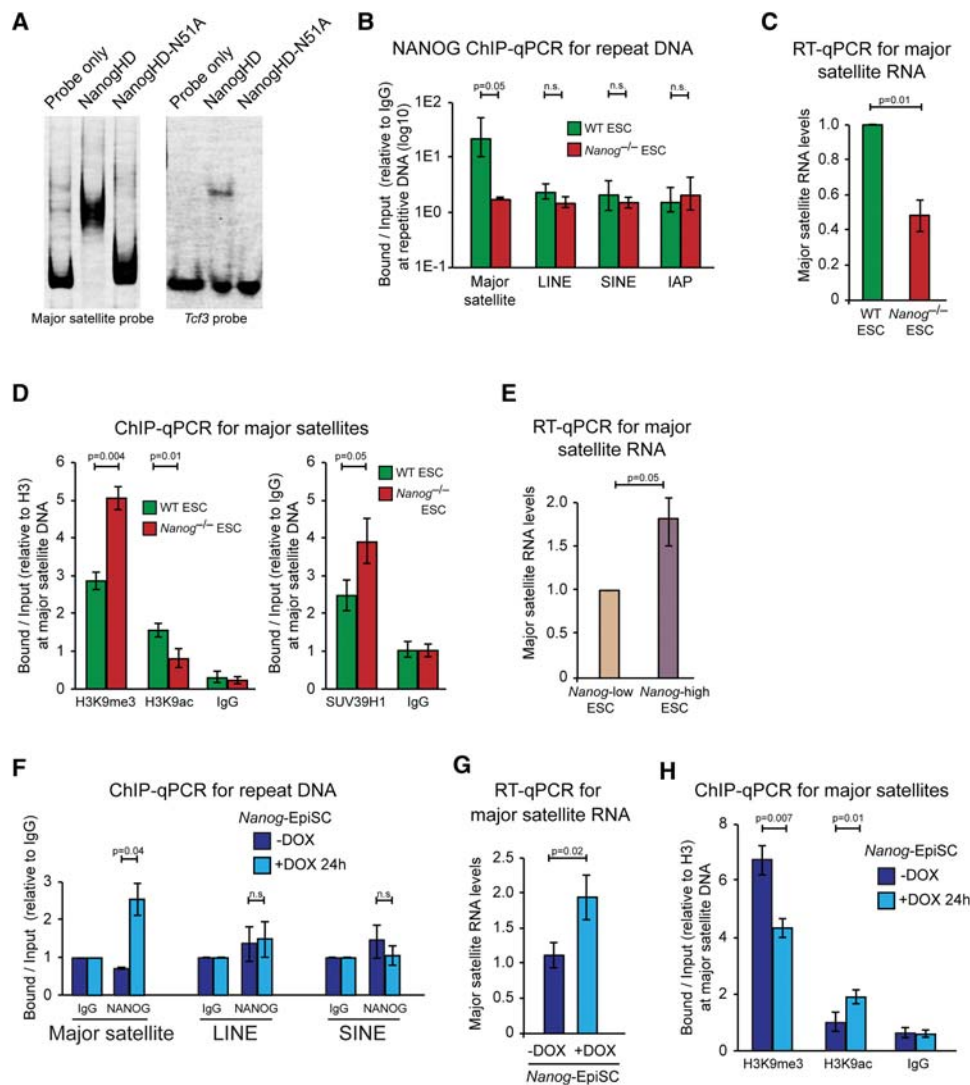 A
Probe only
NanogHD
NanogHD-N51A
Probe only
NanogHD
NanogHD-N51A
Major satellite probe
Tcf3 probe
B
NANOG ChIP-qPCR for repeat DNA
Bound / Input (relative to IgG)
at repetitive DNA (log10)
1E2
1E1
1E0
1E-1
p=0.05
n.s.
n.s.
n.s.
WT ESC
Nanog–/– ESC
Major
satellite
LINE
SINE
IAP
C
RT-qPCR for major
satellite RNA
Major satellite RNA levels
p=0.01
1.0
0.8
0.6
0.4
0.2
0
WT
ESC
Nanog–/–
ESC
D
ChIP-qPCR for major satellites
Bound / Input (relative to H3)
at major satellite DNA
6
5
4
3
2
1
0
p=0.004
p=0.01
WT ESC
Nanog–/– ESC
H3K9me3
H3K9ac
IgG
Bound / Input (relative to IgG)
at major satellite DNA
6
5
4
3
2
1
0
p=0.05
WT ESC
Nanog–/–
ESC
SUV39H1
IgG
E
RT-qPCR for major
satellite RNA
Major satellite RNA levels
p=0.05
2.0
1.5
1.0
1.0
0
Nanog-low
ESC
Nanog-high
ESC
F
ChIP-qPCR for repeat DNA
Bound / Input (relative to IgG)
4
3
2
1
0
p=0.04
n.s.
n.s.
Nanog-EpiSC
-DOX
+DOX 24h
IgG
NANOG
IgG
NANOG
IgG
NANOG
Major satellite
LINE
SINE
G
RT-qPCR for
major satellite RNA
Major satellite RNA levels
p=0.02
2.5
2.0
1.5
1.0
0.5
0
-DOX
+DOX
Nanog-EpiSC
H
ChIP-qPCR for major satellites
Bound / Input (relative to H3)
at major satellite DNA
8
6
4
2
0
p=0.007
p=0.01
Nanog-EpiSC
-DOX
+DOX 24h
H3K9me3
H3K9ac
IgG